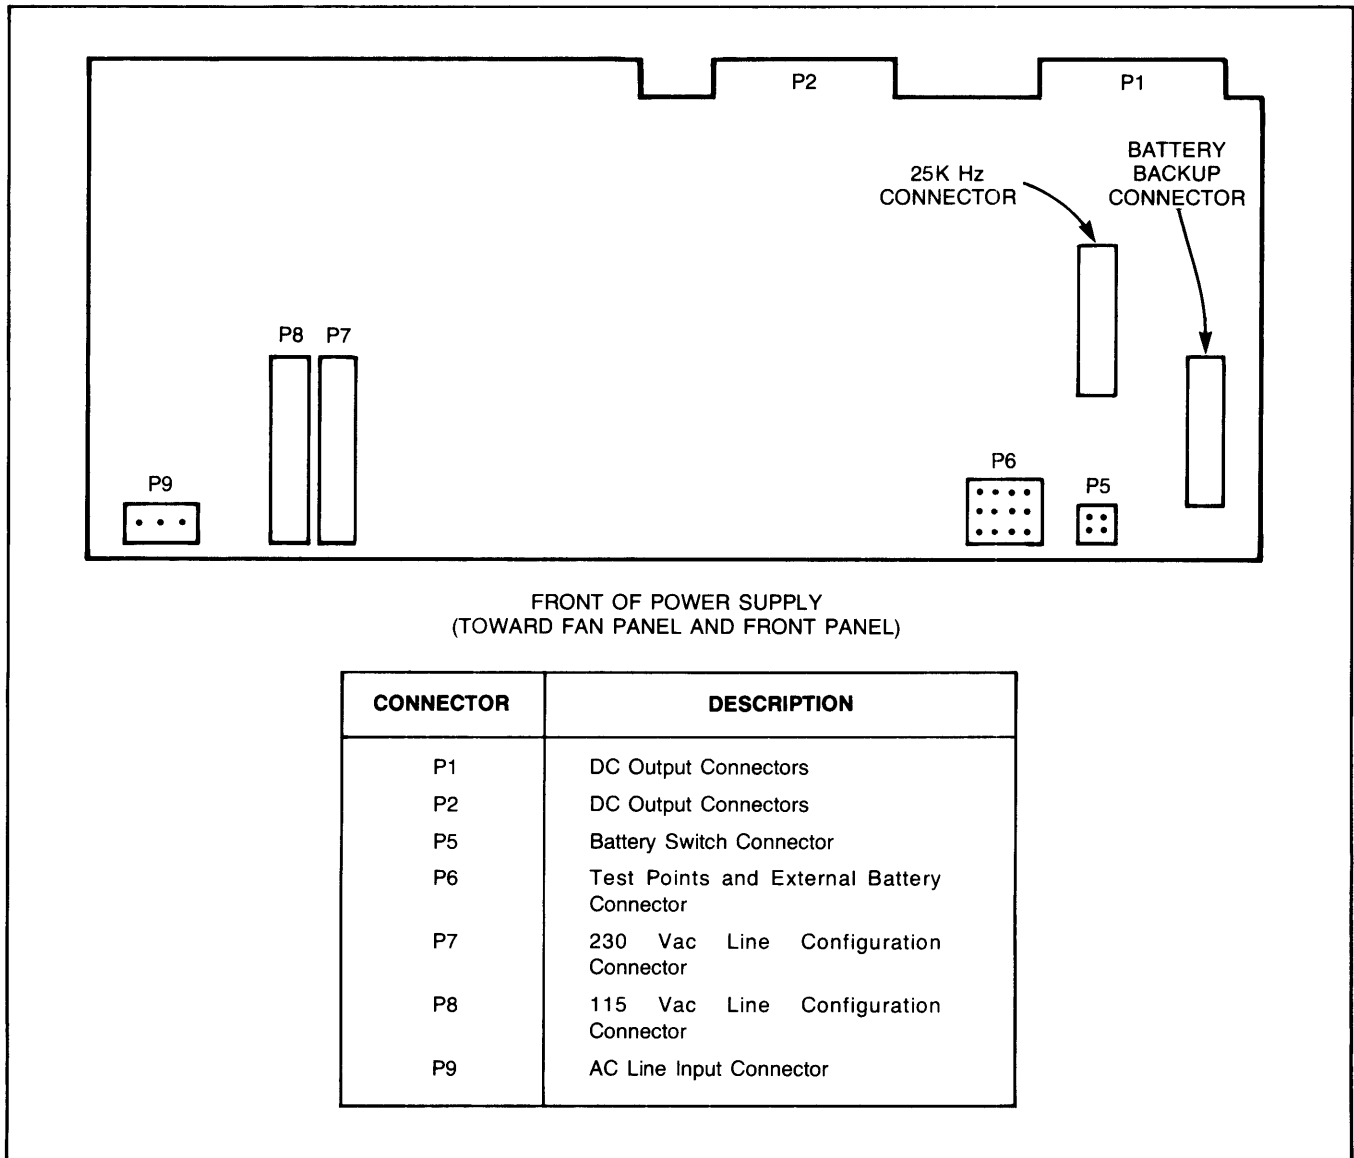 P2
P1
BATTERY
BACKUP
CONNECTOR
25K Hz
CONNECTOR
P8 P7
P9
P6
P5
FRONT OF POWER SUPPLY
(TOWARD FAN PANEL AND FRONT PANEL)
CONNECTOR DESCRIPTION
P1 DC Output Connectors
P2 DC Output Connectors
P5 Battery Switch Connector
P6 Test Points and External Battery
Connector
P7 230 Vac Line Configuration
Connector
P8 115 Vac Line Configuration
Connector
P9 AC Line Input Connector